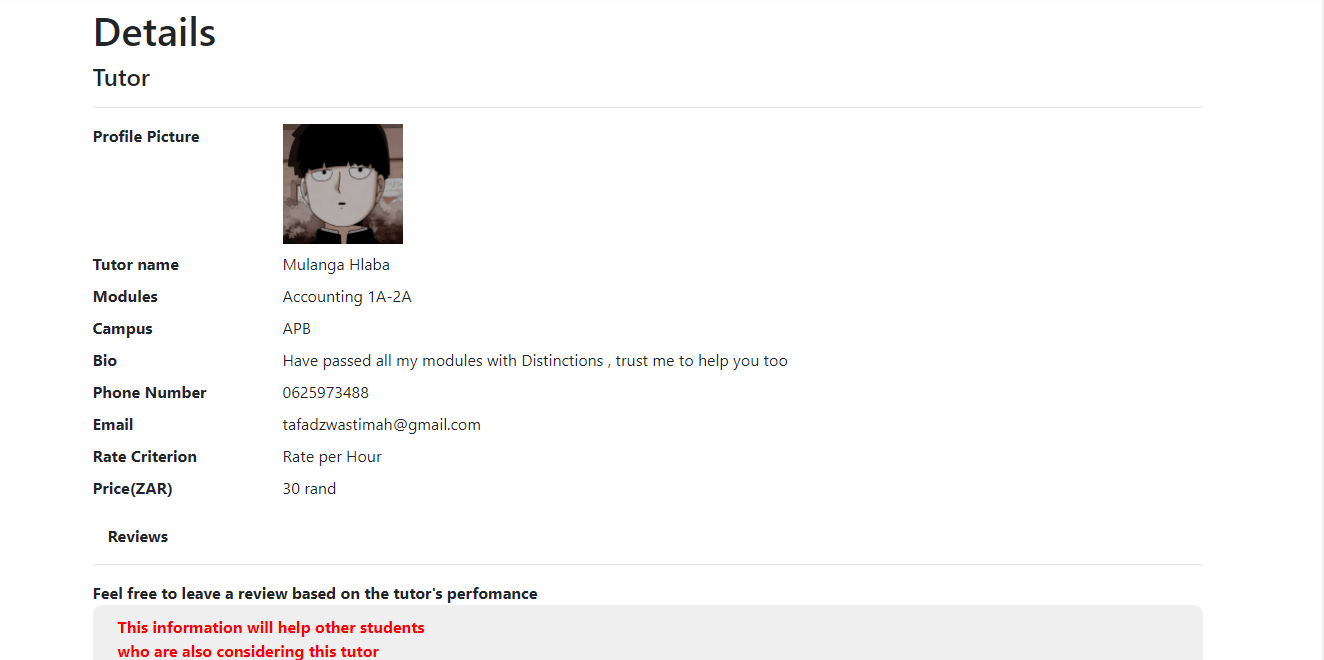 Details
Tutor
Profile Picture
Tutor name Mulanga Hlaba
Modules Accounting 1A-2A
Campus APB
Bio Have passed all my modules with Distinctions , trust me to help you too
Phone Number 0625973488
Email tafadzwastimah@gmail.com
Rate Criterion Rate per Hour
Price(ZAR) 30 rand
Reviews
Feel free to leave a review based on the tutor's perfomance
This information will help other students
who are also considering this tutor